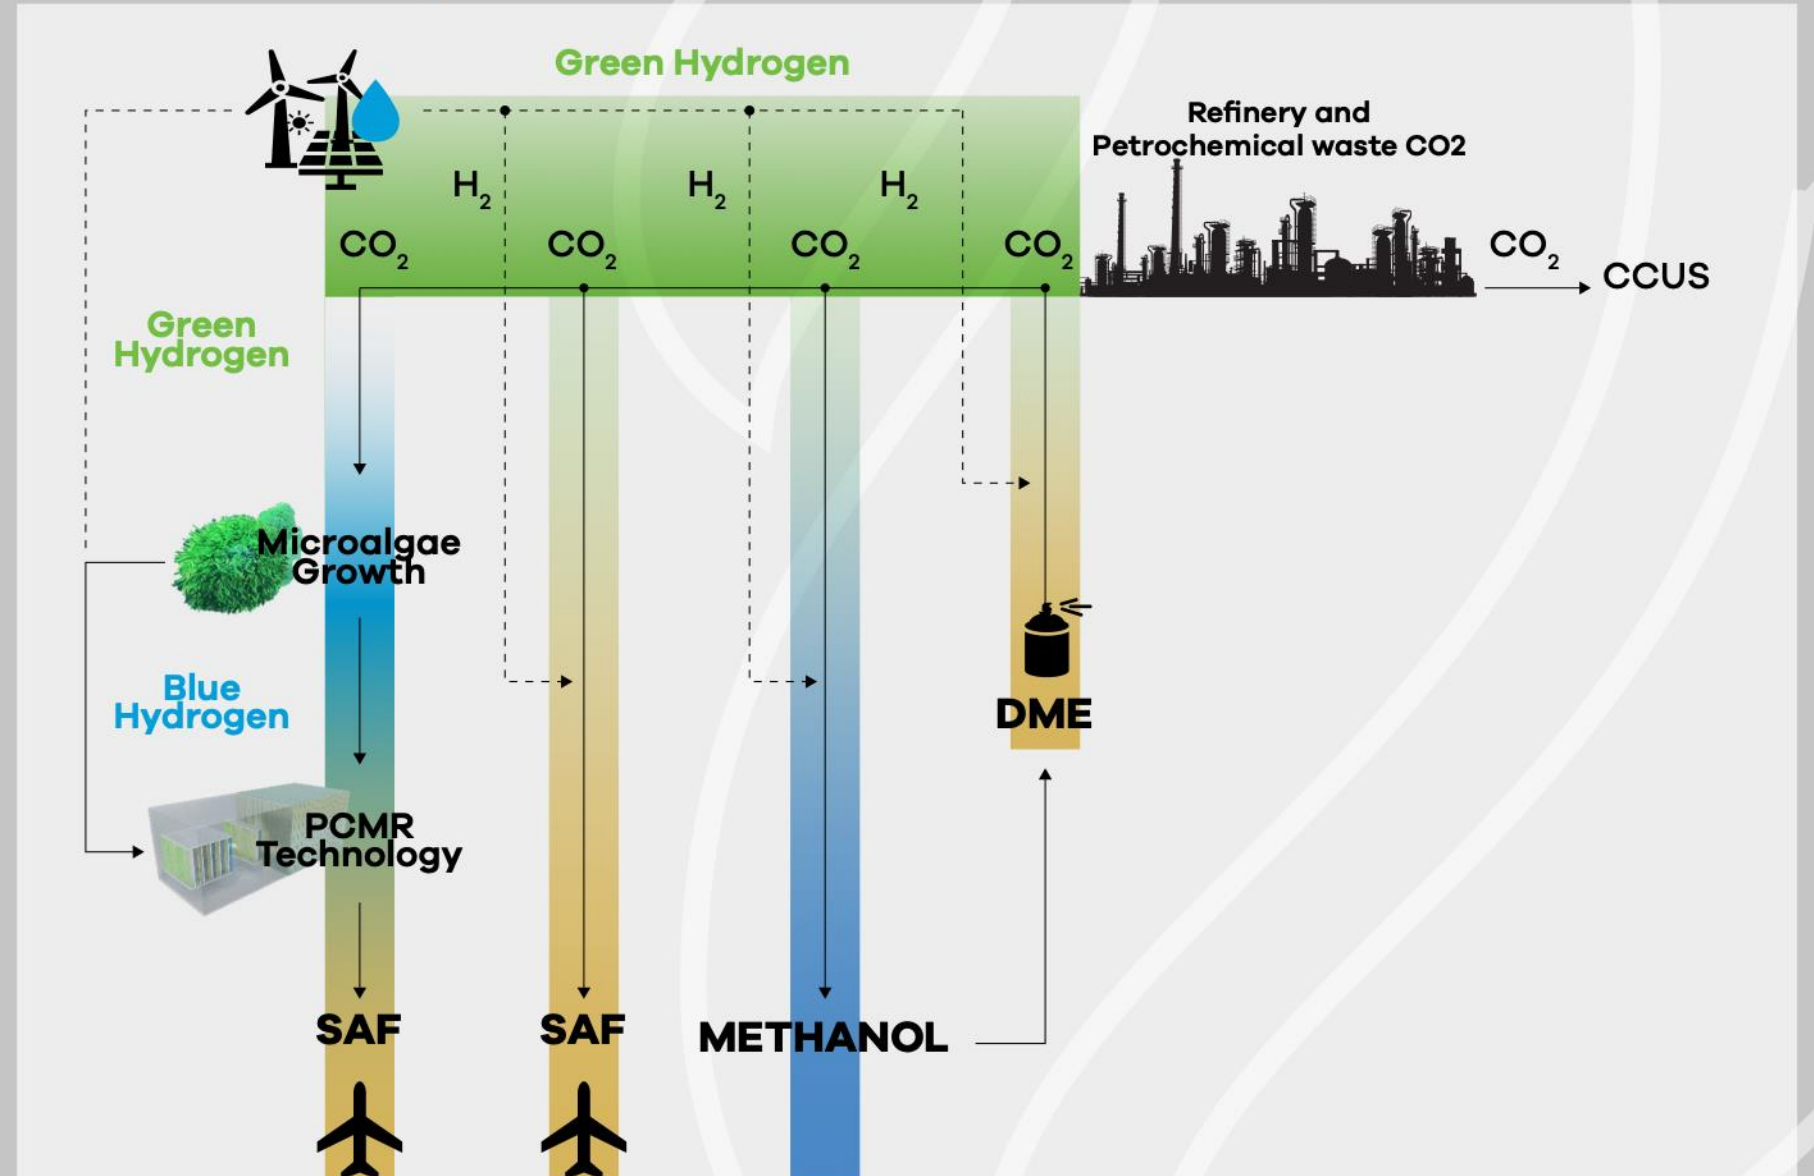 Green Hydrogen
Refinery and
Petrochemical waste CO2
H₂
H₂
H₂
CO₂
CO₂
CO₂
CO₂
CO₂
CCUS
Green
Hydrogen
Microalgae
Growth
Blue
Hydrogen
DME
PCMR
Technology
SAF
SAF
METHANOL